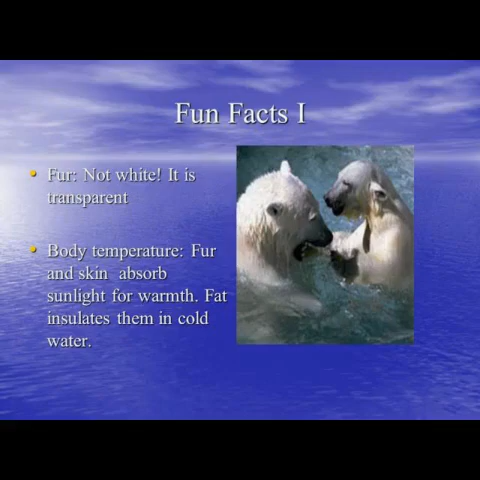 Fun Facts I
Fur: Not white! It is
transparent
Body temperature: Fur
and skin absorb
sunlight for warmth. Fat
insulates them in cold
water.